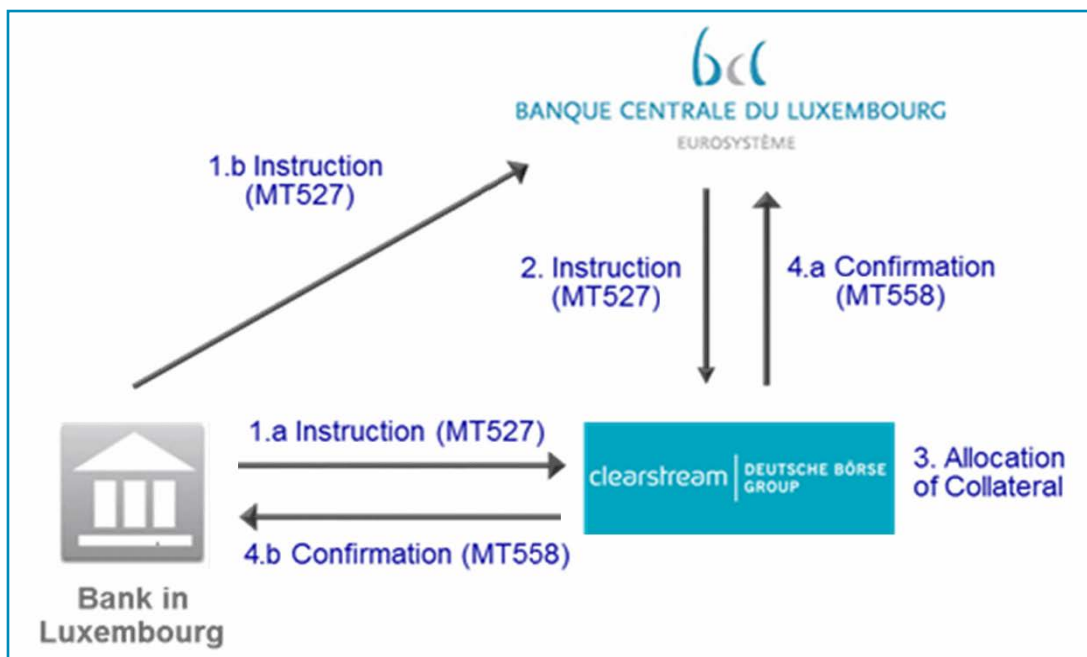 bcl
BANQUE CENTRALE DU LUXEMBOURG
EUROSYSTÈME
1.b Instruction
(MT527)
2. Instruction
(MT527)
4.a Confirmation
(MT558)
1.a Instruction (MT527)
clearstream
DEUTSCHE BÖRSE
GROUP
3. Allocation
of Collateral
4.b Confirmation (MT558)
Bank in
Luxembourg